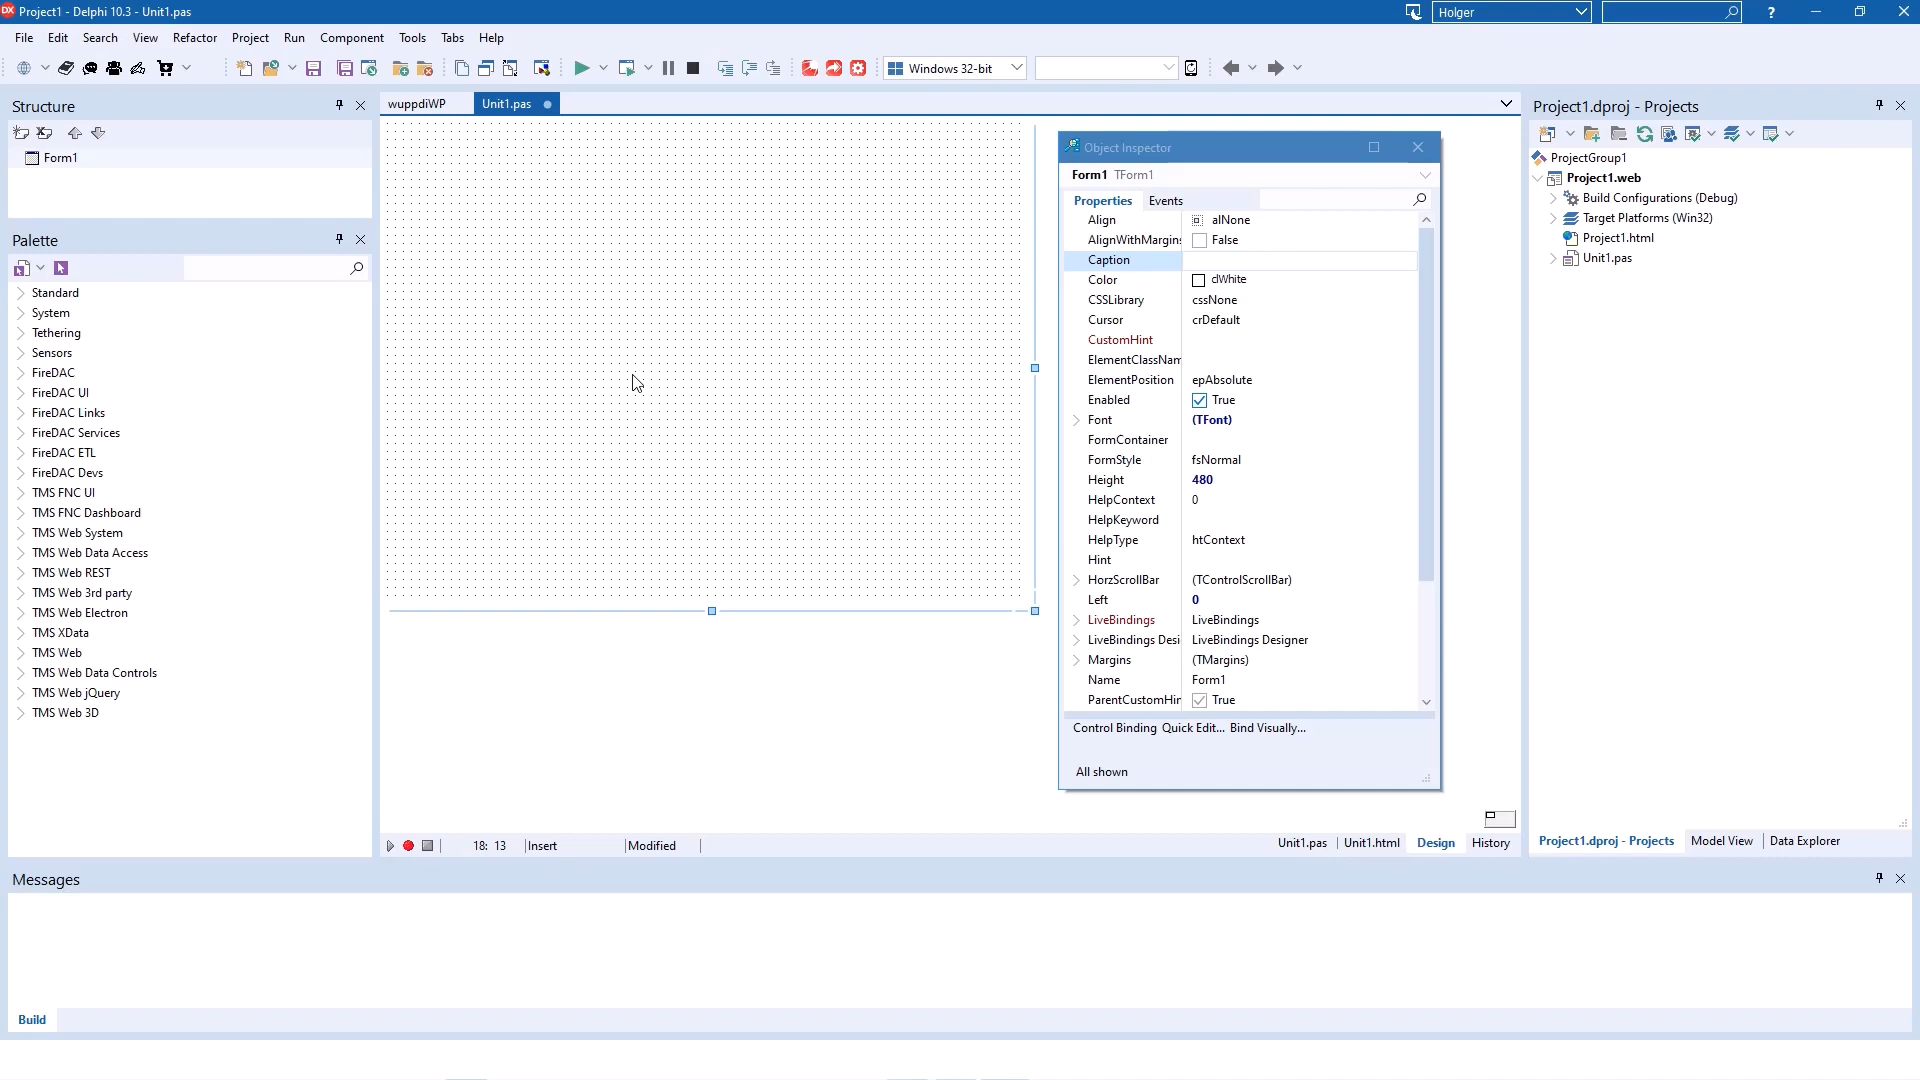 Project1 - Delphi 10.3 - Unit1.pas
Holger
?
File Edit Search View Refactor Project Run Component Tools Tabs Help
Windows 32-bit
Structure
Form1
Palette
Standard
System
Tethering
Sensors
FireDAC
FireDAC UI
FireDAC Links
FireDAC Services
FireDAC ETL
FireDAC Devs
TMS FNC UI
TMS FNC Dashboard
TMS Web System
TMS Web Data Access
TMS Web REST
TMS Web 3rd party
TMS Web Electron
TMS XData
TMS Web
TMS Web Data Controls
TMS Web jQuery
TMS Web 3D
wuppdiWP Unit1.pas
Object Inspector
Form1 TForm1
Properties Events
Align alNone
AlignWithMargins False
Caption
Color clWhite
CSSLibrary cssNone
Cursor crDefault
CustomHint
ElementClassNam
ElementPosition epAbsolute
Enabled True
Font (TFont)
FormContainer
FormStyle fsNormal
Height 480
HelpContext 0
HelpKeyword
HelpType htContext
Hint
HorzScrollBar (TControlScrollBar)
Left 0
LiveBindings LiveBindings
LiveBindings Desi LiveBindings Designer
Margins (TMargins)
Name Form1
ParentCustomHin True
Control Binding Quick Edit... Bind Visually...
All shown
18: 13 Insert Modified
Unit1.pas Unit1.html Design History
Project1.dproj - Projects
ProjectGroup1
Project1.web
Build Configurations (Debug)
Target Platforms (Win32)
Project1.html
Unit1.pas
Project1.dproj - Projects Model View Data Explorer
Messages
Build